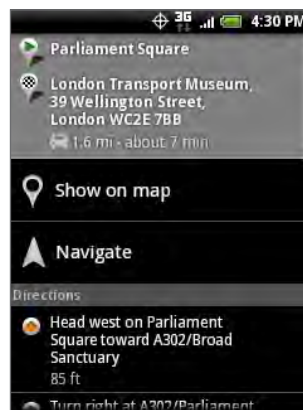 3G 4:30 PM
Parliament Square
London Transport Museum,
39 Wellington Street,
London WC2E 7BB
1.6 mi - about 7 min
Show on map
Navigate
Directions
Head west on Parliament
Square toward A302/Broad
Sanctuary
85 ft
Turn right at A302/Parliament